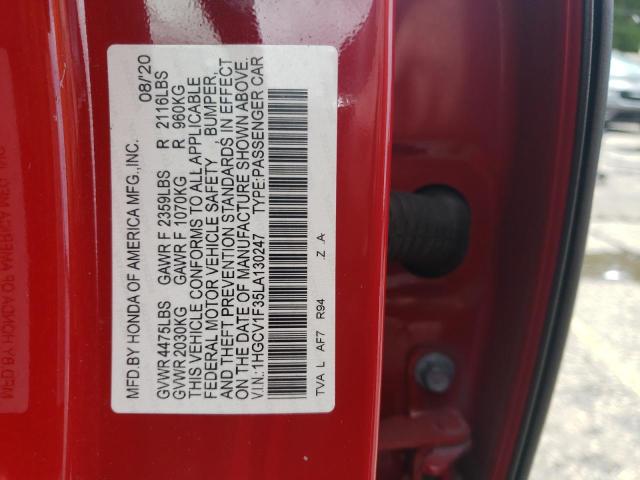 MFD.BY HONDA OF AMERICA MFG.,INC. 08/'20
GVWR 4475LBS GAWR F 2359LBS R 2116LBS
GVWR 2030KG GAWR F 1070KG R 960KG
THIS VEHICLE CONFORMS TO ALL APPLICABLE
FEDERAL MOTOR VEHICLE SAFETY , BUMPER,
AND THEFT PREVENTION STANDARDS IN EFFECT
ON THE DATE OF MANUFACTURE SHOWN ABOVE.
V.I.N.:1HGCV1F35LA130247 TYPE:PASSENGER CAR
TVA L AF7 R94 .Z .A